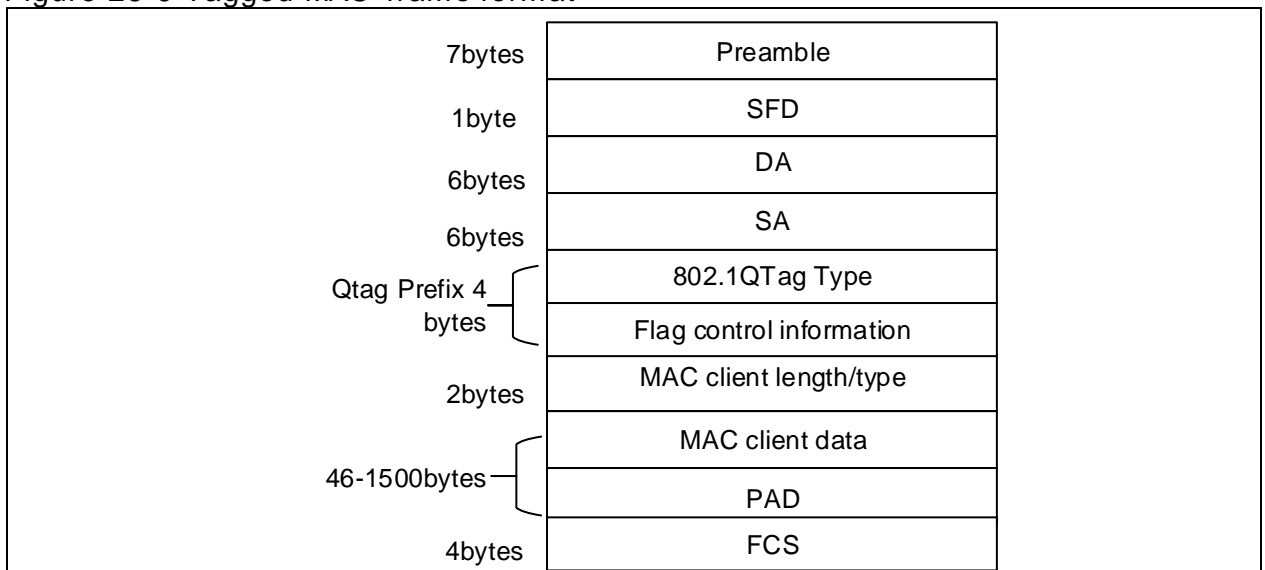 7bytes Preamble
1byte SFD
6bytes DA
6bytes SA
Qtag Prefix 4
bytes
802.1QTag Type
Flag control information
2bytes MAC client length/type
46-1500bytes
MAC client data
PAD
4bytes FCS